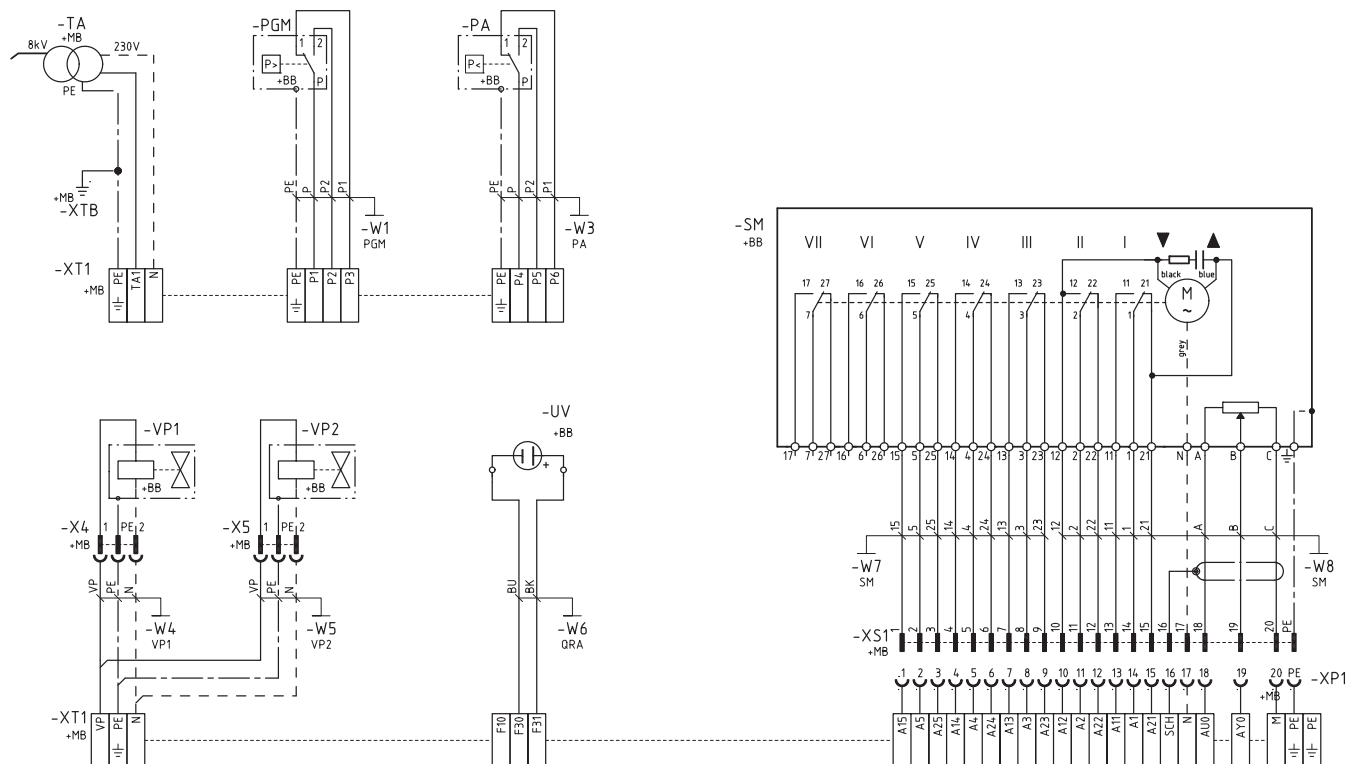 -TA
+MB
8kV
230V
PE
+MB
-XTB
-XT1
+MB
PE
TA1
N
-PGM
1 2
P>
P
+BB
PE
P
P2
P1
-W1
PGM
PE
P1
P2
P3
-PA
1 2
P<
P
+BB
PE
P
P2
P1
-W3
PA
PE
P4
P5
P6
-SM
+BB
VII VI V IV III II I
black
blue
M
~
grey
17 27 16 26 15 25 14 24 13 23 12 22 11 21
7 6 5 4 3 2 1
17 7 27 16 6 26 15 5 25 14 4 24 13 3 23 12 2 22 11 1 21 N A B C
15 5 25 14 4 24 13 3 23 12 2 22 11 1 21 A B C
-W7
SM
-W8
SM
-XS1
+MB
1 2 3 4 5 6 7 8 9 10 11 12 13 14 15 16 17 18 19 20 PE
1 2 3 4 5 6 7 8 9 10 11 12 13 14 15 16 17 18 19 20 PE
-XP1
+MB
A15 A5 A25 A14 A4 A24 A13 A3 A23 A12 A2 A22 A11 A1 A21 SCH N AU0 AY0 M PE PE
-VP1
+BB
-X4
+MB
1 PE 2
VP PE N
-W4
VP1
-VP2
+BB
-X5
+MB
1 PE 2
VP PE N
-W5
VP2
-XT1
+MB
VP PE N
-UV
+BB
+
BU BK
-W6
QRA
F10 F30 F31